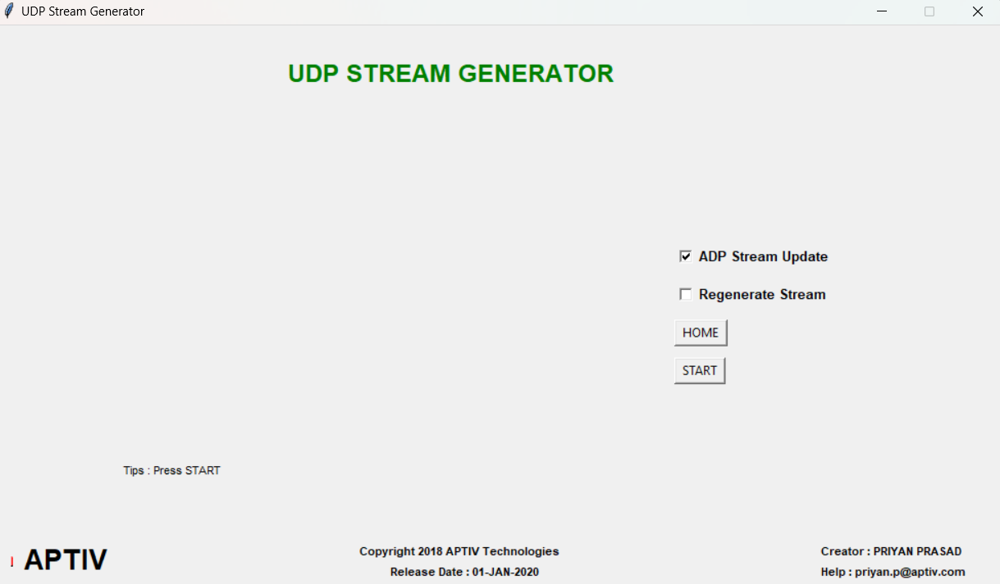 UDP Stream Generator
UDP STREAM GENERATOR
ADP Stream Update
Regenerate Stream
HOME
START
Tips : Press START
APTIV
Copyright 2018 APTIV Technologies
Release Date : 01-JAN-2020
Creator : PRIYAN PRASAD
Help : priyan.p@aptiv.com